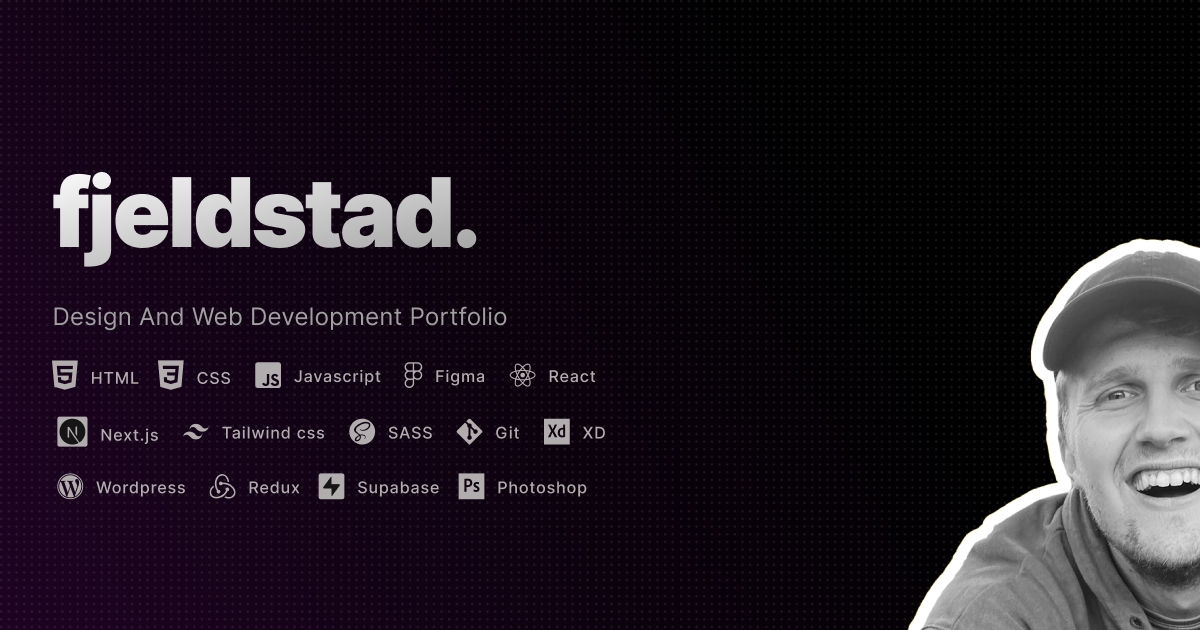 fjeldstad.
Design And Web Development Portfolio
5 HTML 3 CSS JS Javascript Figma React
N Next.js Tailwind css SASS Git Xd XD
W Wordpress Redux Supabase Ps Photoshop